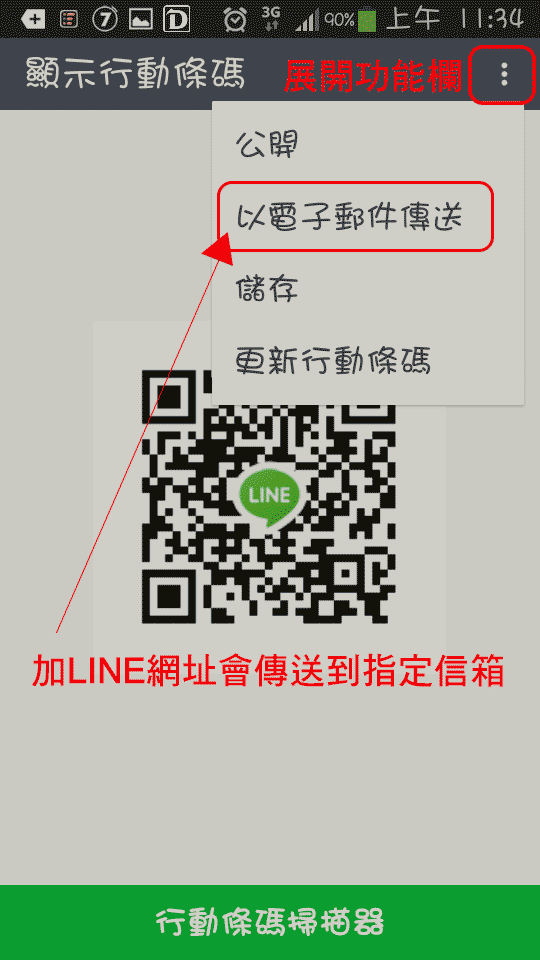 7 D 3G 90% 上午 11:34
顯示行動條碼 展開功能欄
公開
以電子郵件傳送
儲存
更新行動條碼
LINE
加LINE網址會傳送到指定信箱
行動條碼掃描器